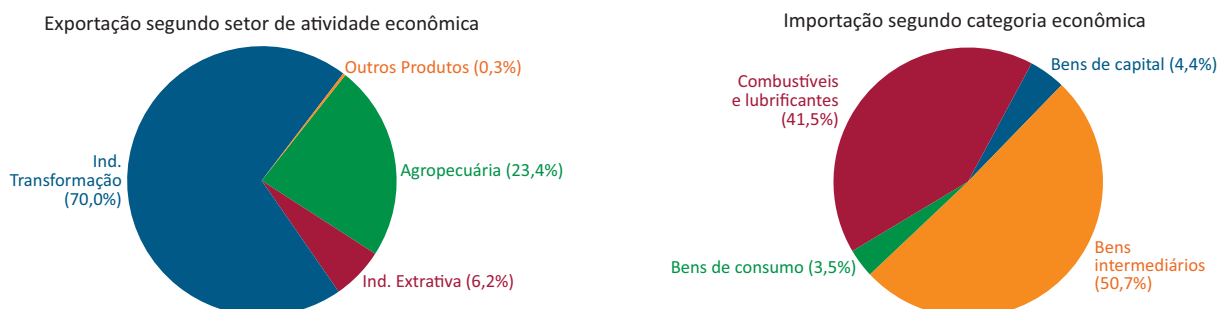 Exportação segundo setor de atividade econômica
Outros Produtos (0,3%)
Agropecuária (23,4%)
Ind.
Transformação
(70,0%)
Ind. Extrativa (6,2%)
Importação segundo categoria econômica
Bens de capital (4,4%)
Combustíveis
e lubrificantes
(41,5%)
Bens de consumo (3,5%)
Bens
intermediários
(50,7%)